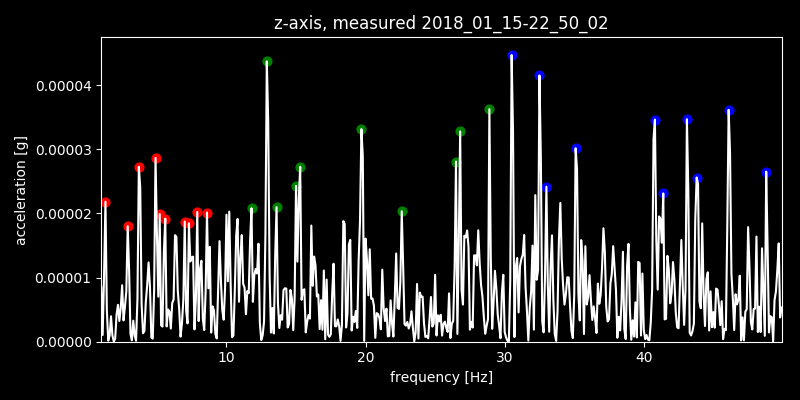 z-axis, measured 2018_01_15-22_50_02
acceleration [g]
0.00004
0.00003
0.00002
0.00001
0.00000
10 20 30 40
frequency [Hz]